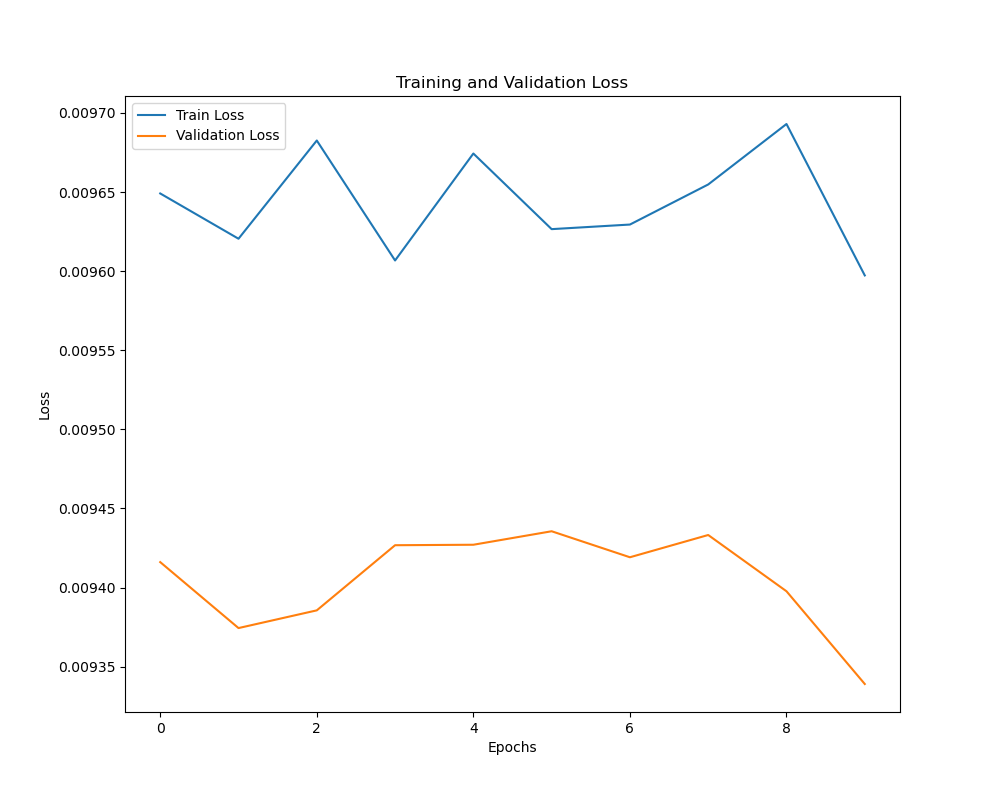 Training and Validation Loss
Train Loss
Validation Loss
0.00970
0.00965
0.00960
0.00955
0.00950
0.00945
0.00940
0.00935
Loss
0 2 4 6 8
Epochs